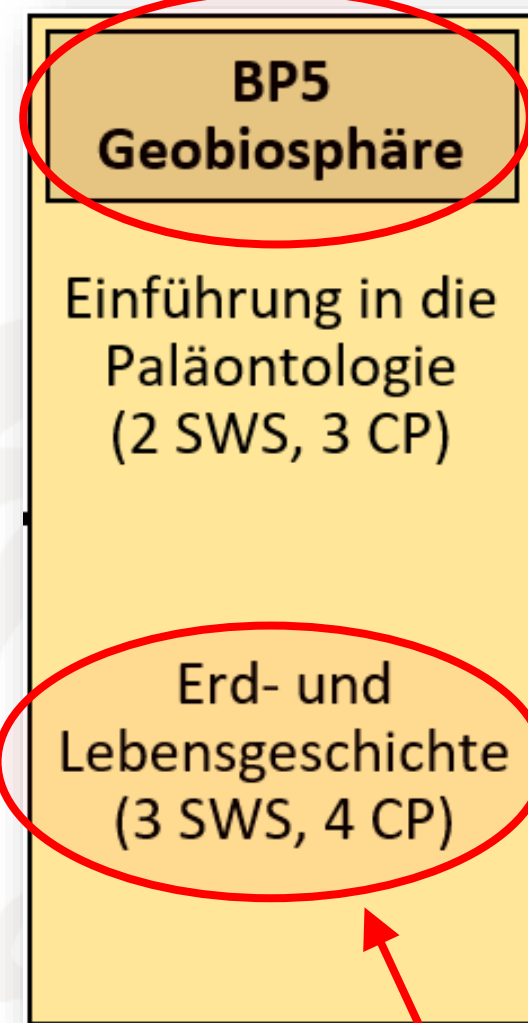 BP5
Geobiosphäre
Einführung in die
Paläontologie
(2 SWS, 3 CP)
Erd- und
Lebensgeschichte
(3 SWS, 4 CP)